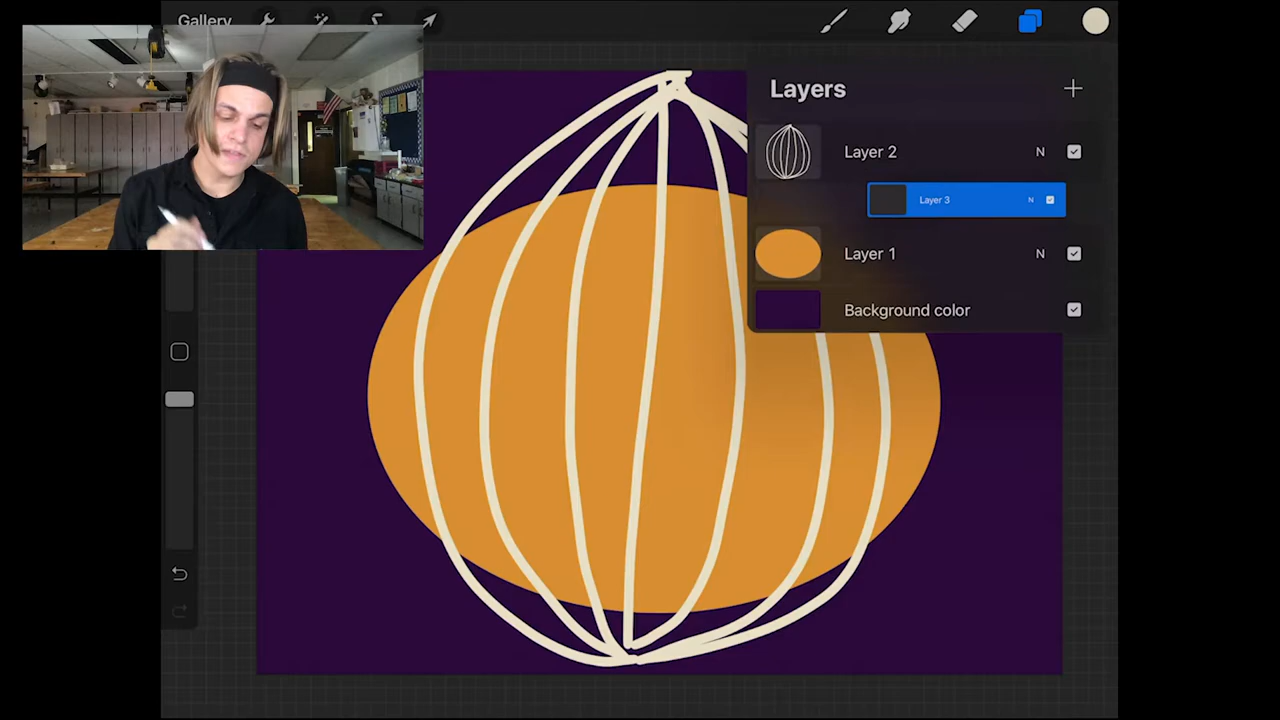 Gallery
Layers
Layer 2 N
Layer 3 N
Layer 1 N
Background color